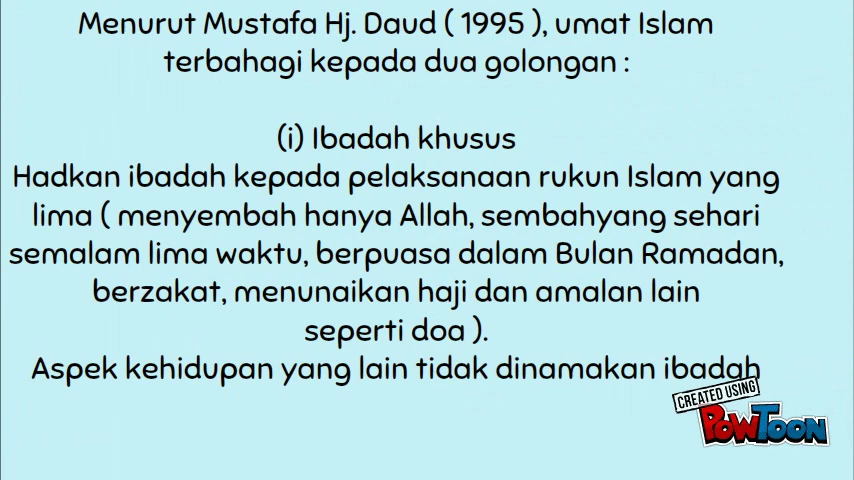 Menurut Mustafa Hj. Daud ( 1995 ), umat Islam
terbahagi kepada dua golongan :
(i) Ibadah khusus
Hadkan ibadah kepada pelaksanaan rukun Islam yang
lima ( menyembah hanya Allah, sembahyang sehari
semalam lima waktu, berpuasa dalam Bulan Ramadan,
berzakat, menunaikan haji dan amalan lain
seperti doa ).
Aspek kehidupan yang lain tidak dinamakan ibadah
CREATED USING
POWTOON